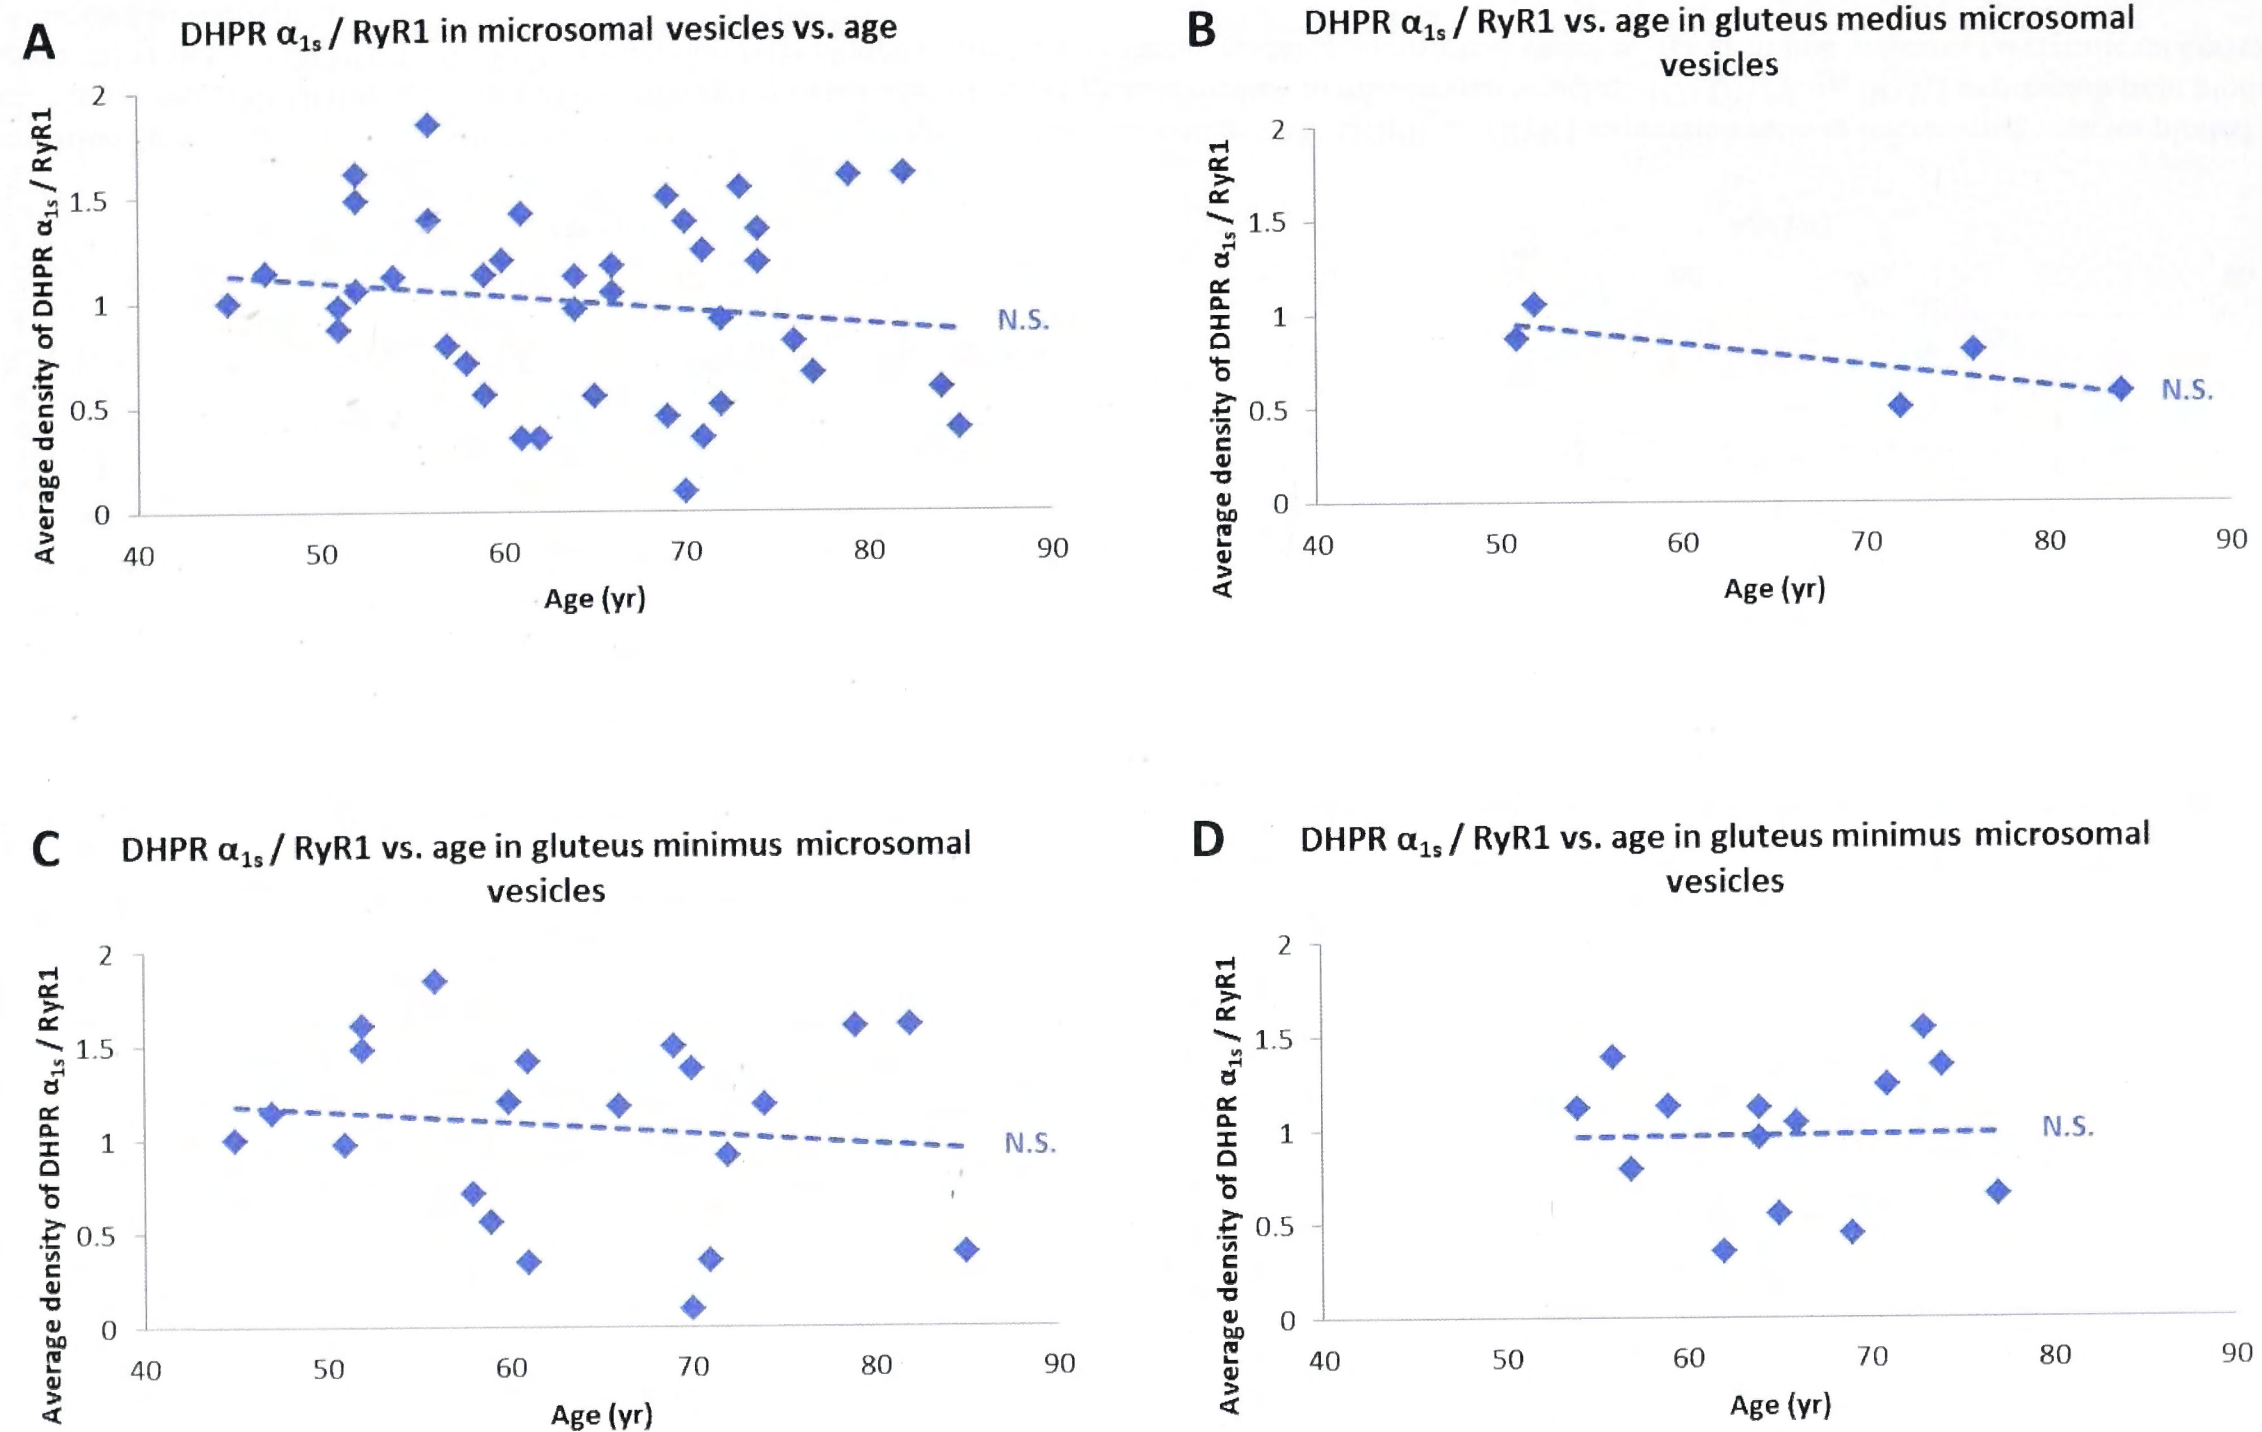 A
DHPR α1s / RyR1 in microsomal vesicles vs. age
Average density of DHPR α1s / RyR1
2
1.5
1
0.5
0
40 50 60 70 80 90
Age (yr)
N.S.
B
DHPR α1s / RyR1 vs. age in gluteus medius microsomal
vesicles
Average density of DHPR α1s / RyR1
2
1.5
1
0.5
0
40 50 60 70 80 90
Age (yr)
N.S.
C
DHPR α1s / RyR1 vs. age in gluteus minimus microsomal
vesicles
Average density of DHPR α1s / RyR1
2
1.5
1
0.5
0
40 50 60 70 80 90
Age (yr)
N.S.
D
DHPR α1s / RyR1 vs. age in gluteus minimus microsomal
vesicles
Average density of DHPR α1s / RyR1
2
1.5
1
0.5
0
40 50 60 70 80 90
Age (yr)
N.S.